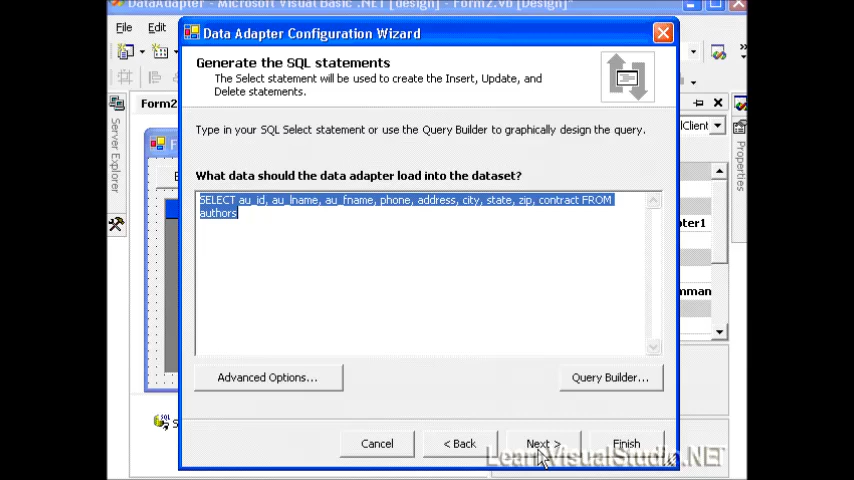 DataAdapter - Microsoft Visual Basic .NET [design] - Form2.vb [Design]*
File Edit
Data Adapter Configuration Wizard
Generate the SQL statements
The Select statement will be used to create the Insert, Update, and
Delete statements.
Form2
Client
Server Explorer
Properties
Type in your SQL Select statement or use the Query Builder to graphically design the query.
What data should the data adapter load into the dataset?
SELECT au_id, au_lname, au_fname, phone, address, city, state, zip, contract FROM
authors
pter1
mman
Advanced Options...
Query Builder...
SQL
Cancel
< Back
Next >
Finish
LearnVisualStudio.NET